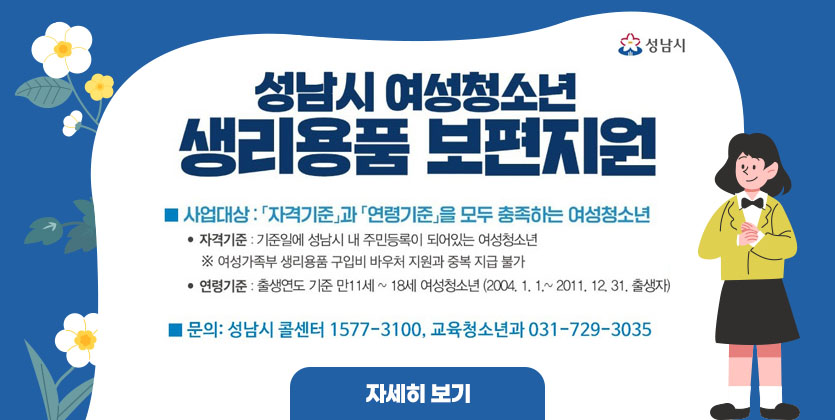 성남시
성남시 여성청소년
생리용품 보편지원
■ 사업대상 : 「자격기준」과 「연령기준」을 모두 충족하는 여성청소년
• 자격기준 : 기준일에 성남시 내 주민등록이 되어있는 여성청소년
※ 여성가족부 생리용품 구입비 바우처 지원과 중복 지급 불가
• 연령기준 : 출생연도 기준 만11세 ~ 18세 여성청소년 (2004. 1. 1.~ 2011. 12. 31. 출생자)
■ 문의: 성남시 콜센터 1577-3100, 교육청소년과 031-729-3035
자세히 보기